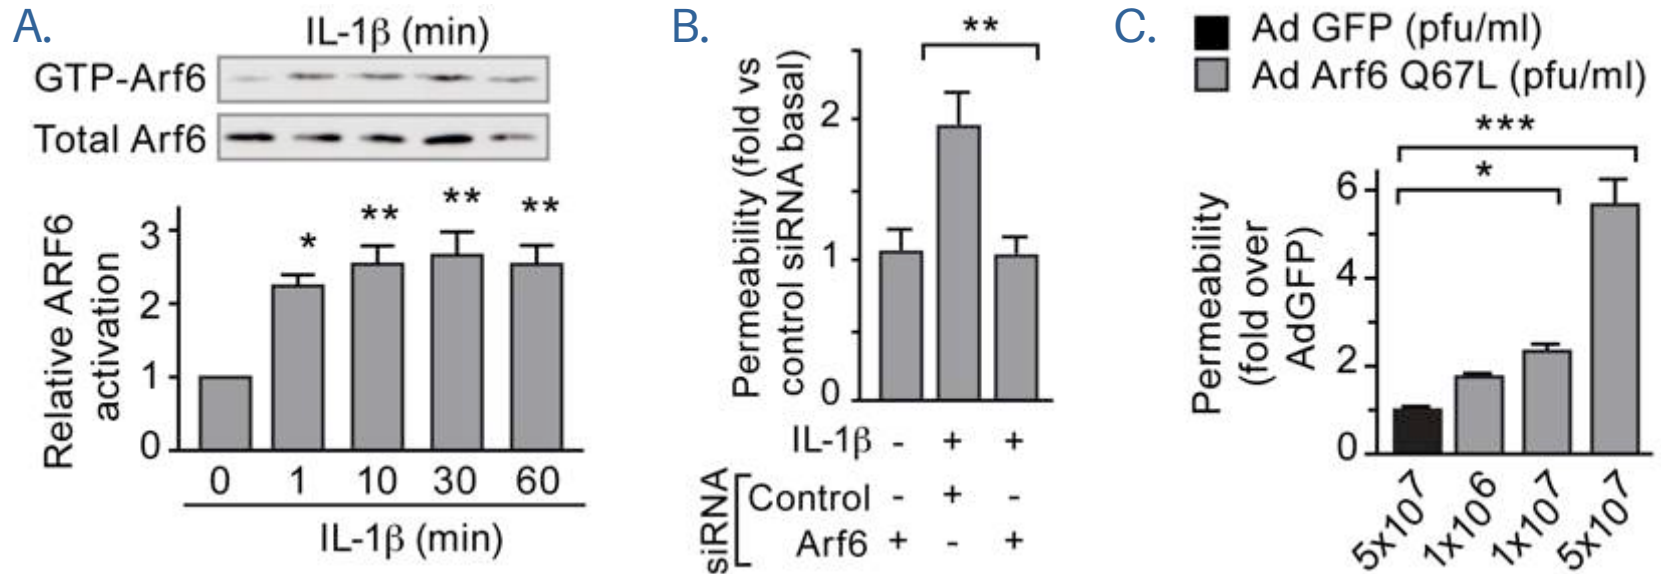 A.
IL-1β (min)
GTP-Arf6
Total Arf6
Relative ARF6
activation
* ** ** **
3
2
1
0
0 1 10 30 60
IL-1β (min)
B.
**
Permeability (fold vs
control siRNA basal)
2
1
0
IL-1β - + +
siRNA
Control - + -
Arf6 + - +
C.
Ad GFP (pfu/ml)
Ad Arf6 Q67L (pfu/ml)
***
*
Permeability
(fold over
AdGFP)
6
4
2
0
5x10⁷ 1x10⁶ 1x10⁷ 5x10⁷